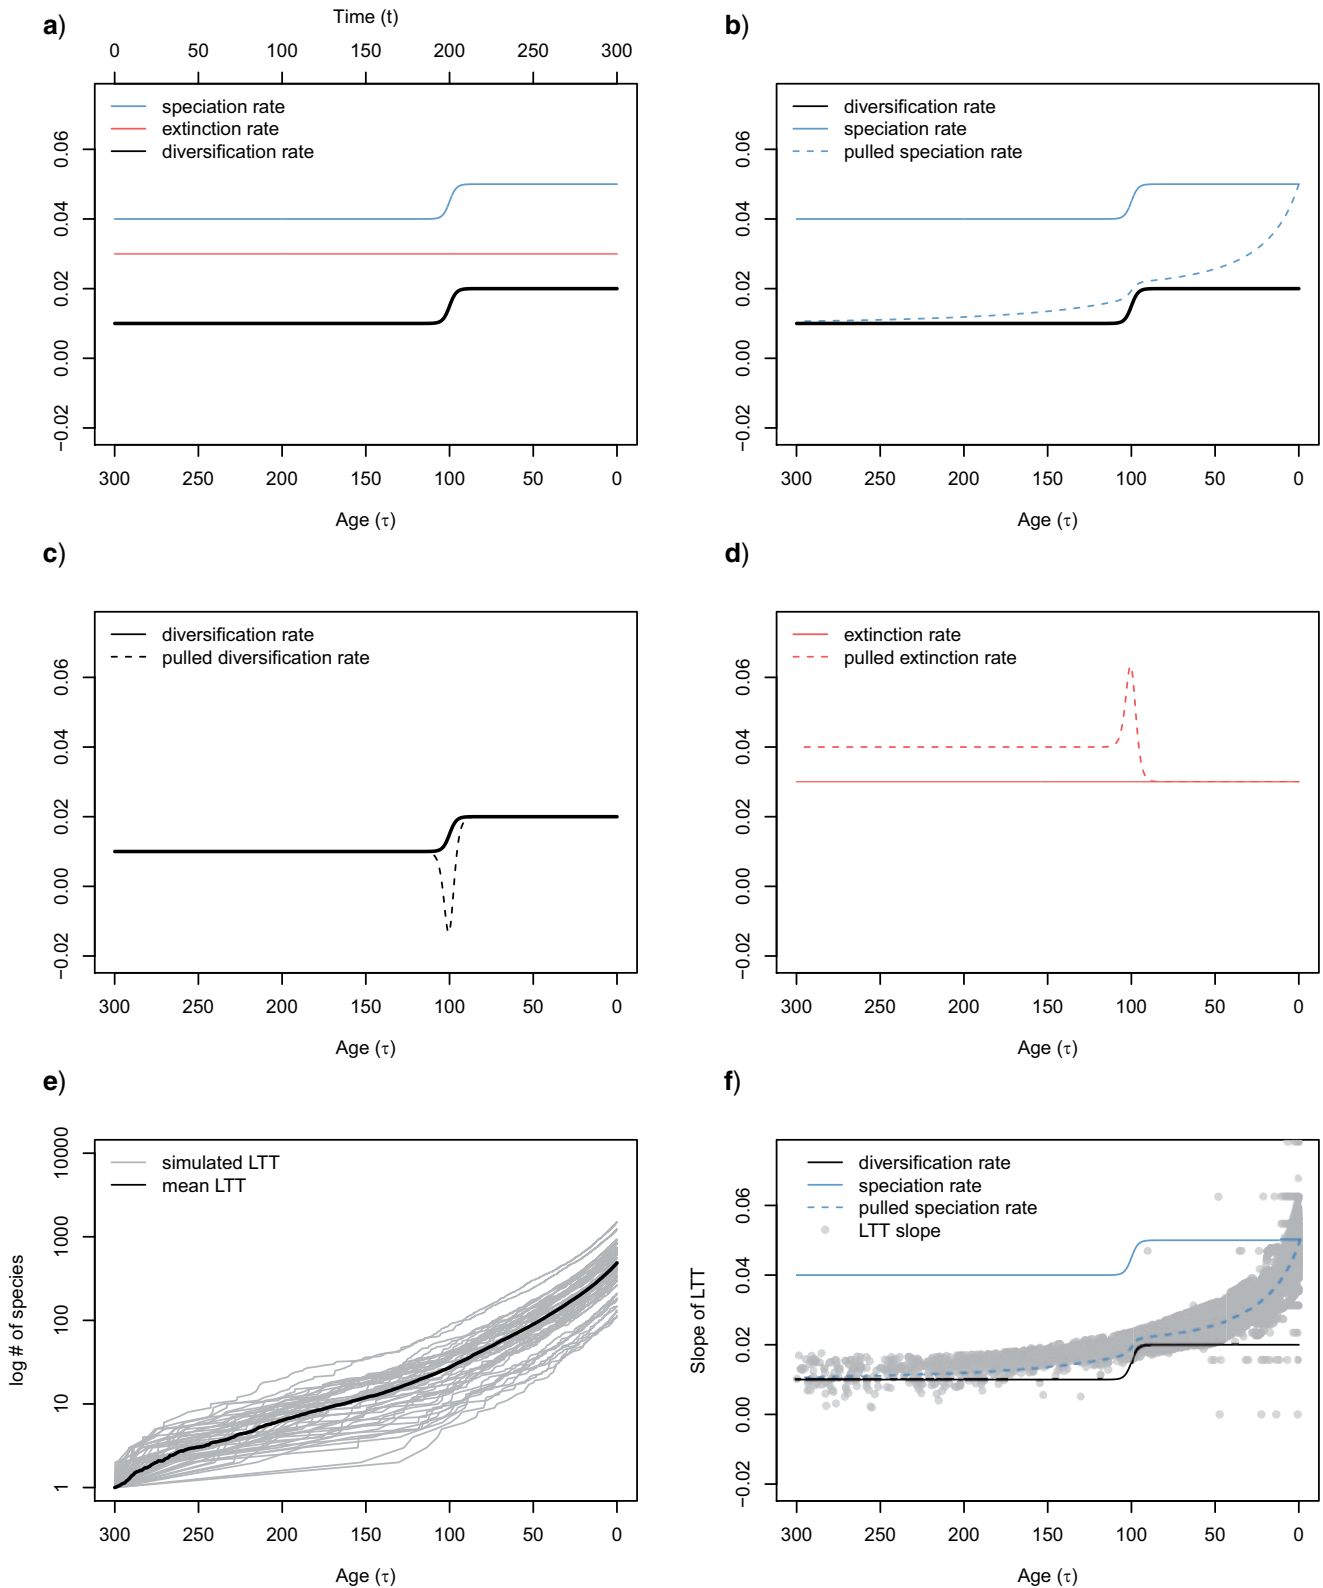 a)
Time (t)
0 50 100 150 200 250 300
speciation rate
extinction rate
diversification rate
−0.02 0.00 0.02 0.04 0.06
300 250 200 150 100 50 0
Age (τ)
b)
diversification rate
speciation rate
pulled speciation rate
−0.02 0.00 0.02 0.04 0.06
300 250 200 150 100 50 0
Age (τ)
c)
diversification rate
pulled diversification rate
−0.02 0.00 0.02 0.04 0.06
300 250 200 150 100 50 0
Age (τ)
d)
extinction rate
pulled extinction rate
−0.02 0.00 0.02 0.04 0.06
300 250 200 150 100 50 0
Age (τ)
e)
simulated LTT
mean LTT
log # of species
1 10 100 1000 10000
300 250 200 150 100 50 0
Age (τ)
f)
diversification rate
speciation rate
pulled speciation rate
LTT slope
Slope of LTT
−0.02 0.00 0.02 0.04 0.06
300 250 200 150 100 50 0
Age (τ)